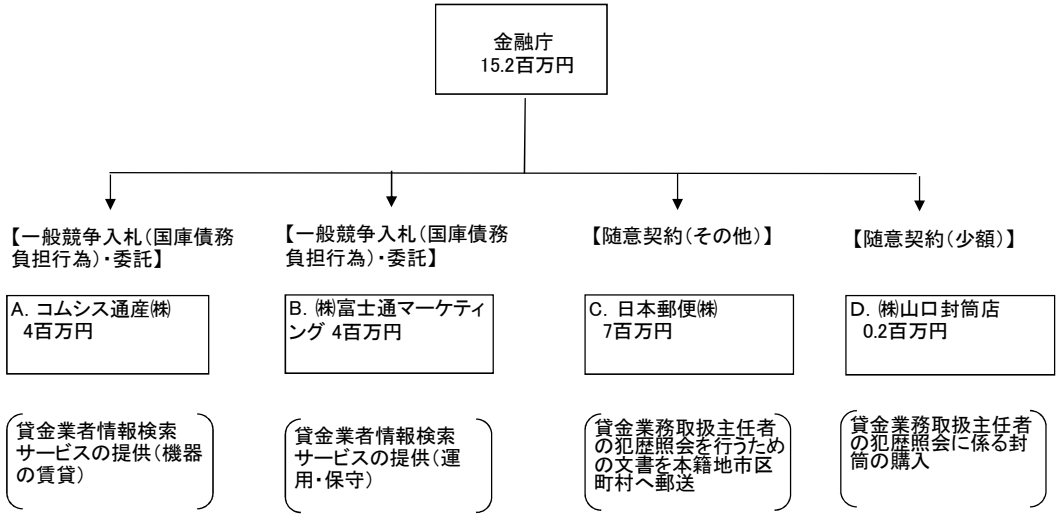 金融庁
15.2百万円
【一般競争入札(国庫債務
負担行為)・委託】
【一般競争入札(国庫債務
負担行為)・委託】
【随意契約(その他)】
【随意契約(少額)】
A. コムシス通産㈱
4百万円
B. ㈱富士通マーケティ
ング 4百万円
C. 日本郵便㈱
7百万円
D. ㈱山口封筒店
0.2百万円
貸金業者情報検索
サービスの提供(機器
の賃貸)
貸金業者情報検索
サービスの提供(運
用・保守)
貸金業務取扱主任者
の犯歴照会を行うため
の文書を本籍地市区
町村へ郵送
貸金業務取扱主任者
の犯歴照会に係る封
筒の購入